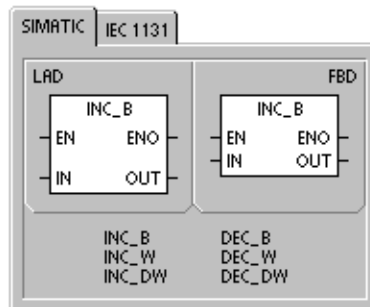 SIMATIC IEC 1131
LAD FBD
INC_B INC_B
EN ENO EN ENO
IN OUT IN OUT
INC_B DEC_B
INC_W DEC_W
INC_DW DEC_DW